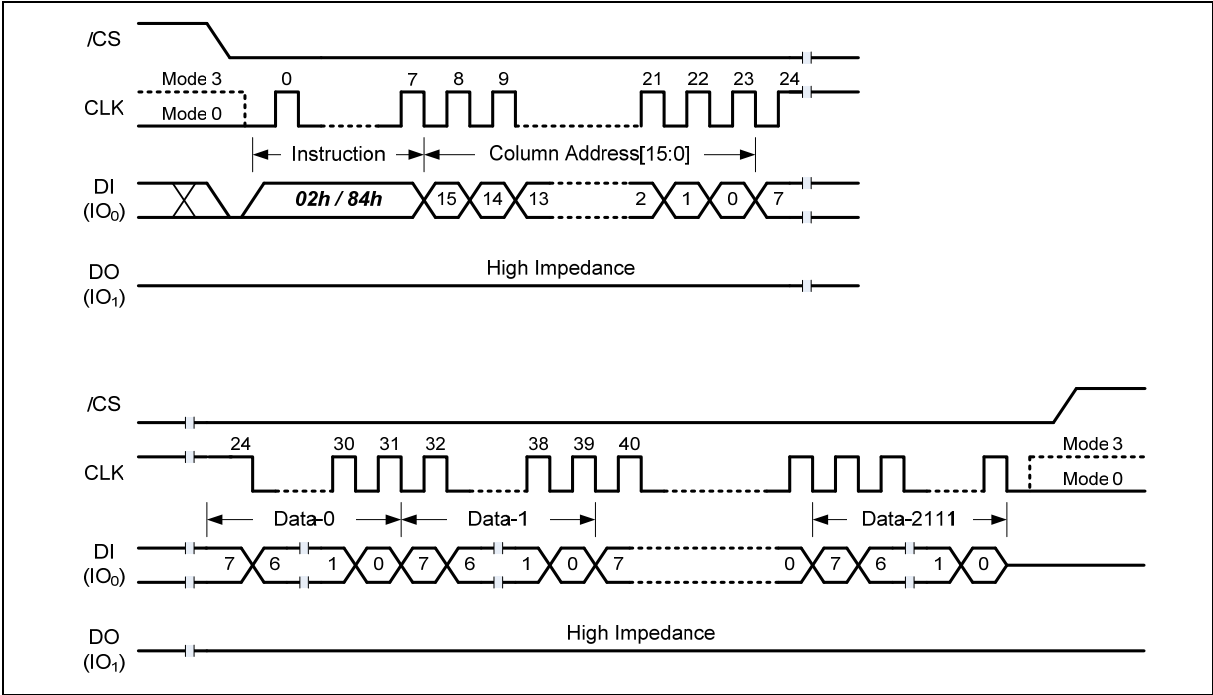 /CS
Mode 3 0 7 8 9 21 22 23 24
CLK
Mode 0
Instruction Column Address[15:0]
DI
(IO₀)
02h / 84h 15 14 13 2 1 0 7
High Impedance
DO
(IO₁)
/CS
24 30 31 32 38 39 40 Mode 3
CLK
Mode 0
Data-0 Data-1 Data-2111
DI
(IO₀)
7 6 1 0 7 6 1 0 7 0 7 6 1 0
High Impedance
DO
(IO₁)